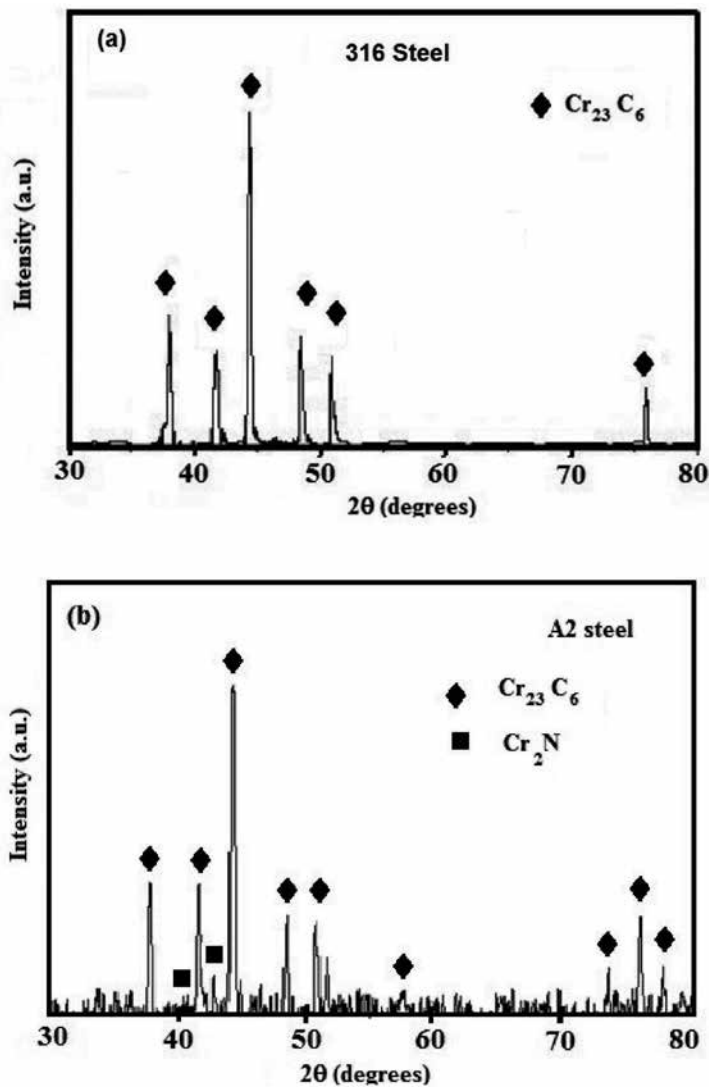 (a)
316 Steel
◆ Cr₂₃ C₆
Intensity (a.u.)
30 40 50 60 70 80
2θ (degrees)
(b)
A2 steel
◆ Cr₂₃ C₆
■ Cr₂N
Intensity (a.u.)
30 40 50 60 70 80
2θ (degrees)